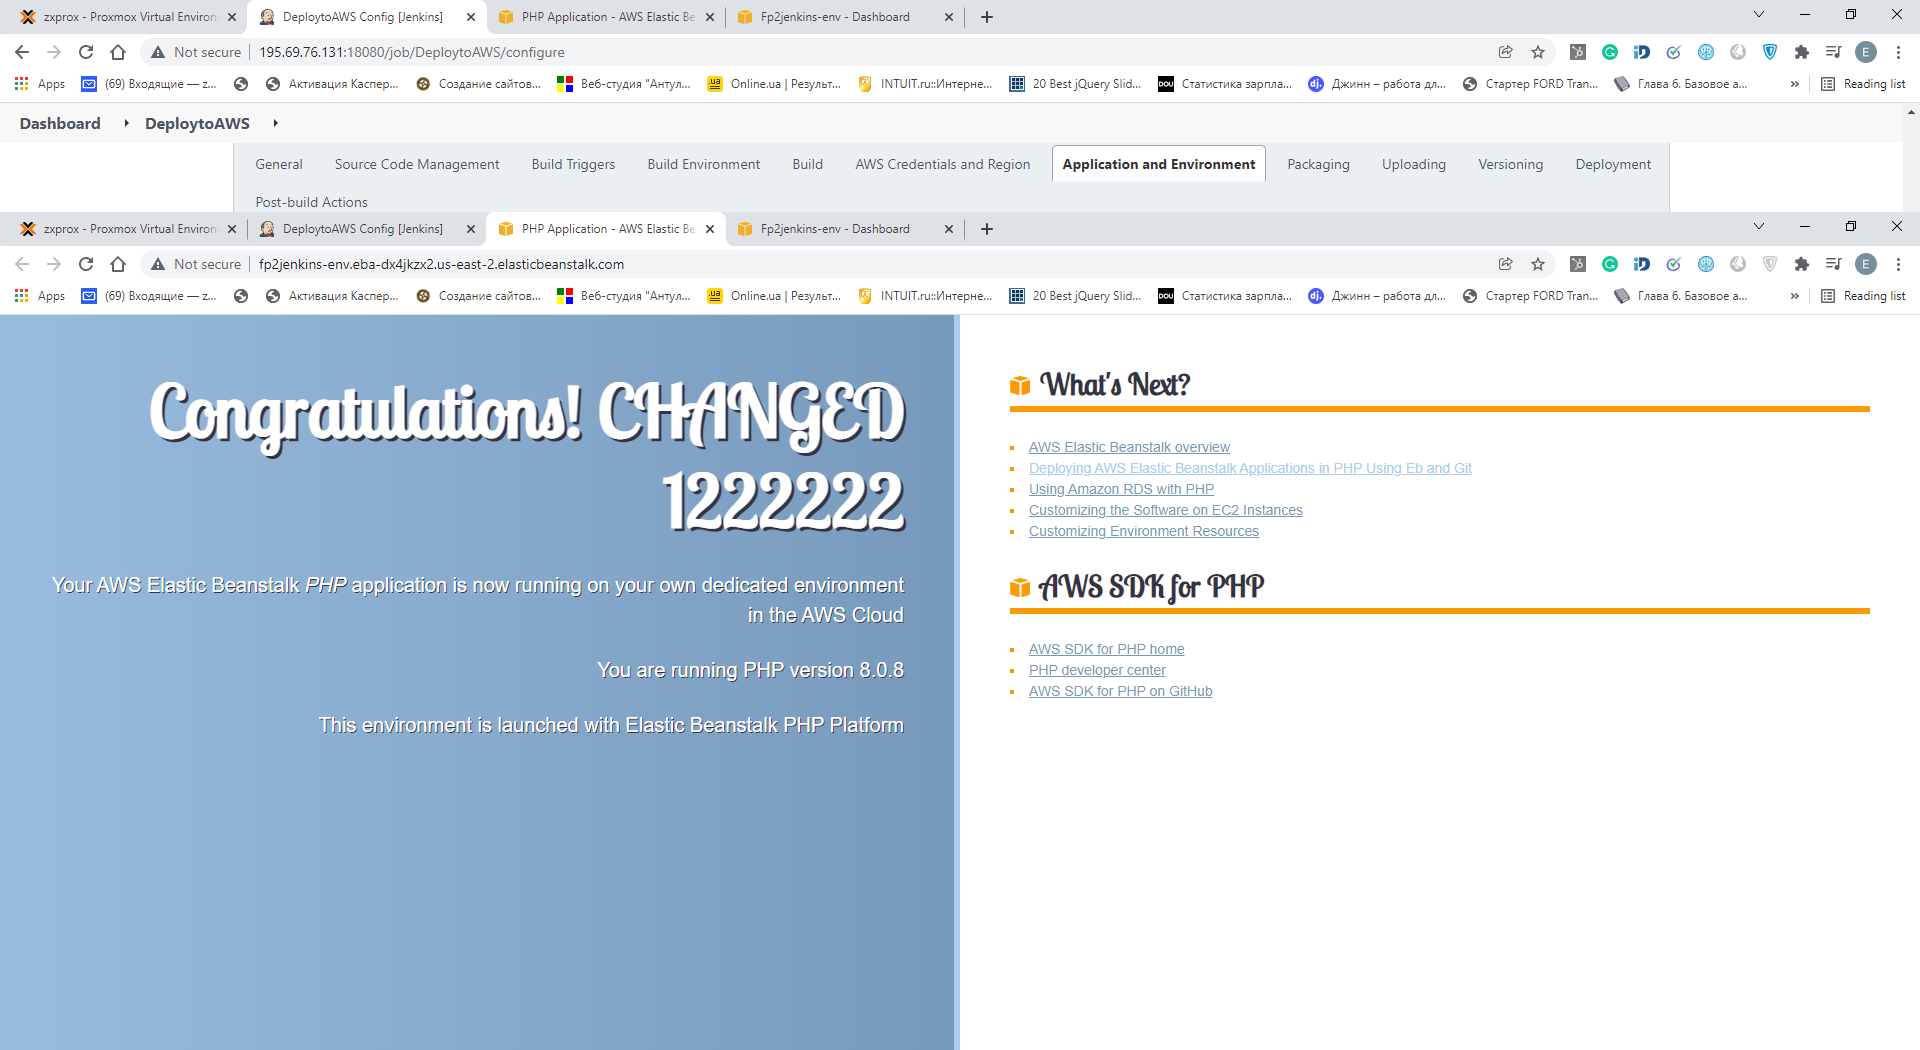 zxprox - Proxmox Virtual Environ
DeploytoAWS Config [Jenkins]
PHP Application - AWS Elastic Be
Fp2jenkins-env - Dashboard
Not secure
195.69.76.131:18080/job/DeploytoAWS/configure
E
Apps
(69) Входящие — z...
Активация Каспер...
Создание сайтов...
Веб-студия "Антул...
Online.ua | Результ...
INTUIT.ru::Интерне...
20 Best jQuery Slid...
Статистика зарпла...
Джинн – работа дл...
Стартер FORD Tran...
Глава 6. Базовое а...
»
Reading list
Dashboard
DeploytoAWS
General
Source Code Management
Build Triggers
Build Environment
Build
AWS Credentials and Region
Application and Environment
Packaging
Uploading
Versioning
Deployment
Post-build Actions
zxprox - Proxmox Virtual Environ
DeploytoAWS Config [Jenkins]
PHP Application - AWS Elastic Be
Fp2jenkins-env - Dashboard
Not secure
fp2jenkins-env.eba-dx4jkzx2.us-east-2.elasticbeanstalk.com
E
Apps
(69) Входящие — z...
Активация Каспер...
Создание сайтов...
Веб-студия "Антул...
Online.ua | Результ...
INTUIT.ru::Интерне...
20 Best jQuery Slid...
Статистика зарпла...
Джинн – работа дл...
Стартер FORD Tran...
Глава 6. Базовое а...
»
Reading list
Congratulations! CHANGED
1222222
Your AWS Elastic Beanstalk PHP application is now running on your own dedicated environment
in the AWS Cloud
You are running PHP version 8.0.8
This environment is launched with Elastic Beanstalk PHP Platform
What's Next?
AWS Elastic Beanstalk overview
Deploying AWS Elastic Beanstalk Applications in PHP Using Eb and Git
Using Amazon RDS with PHP
Customizing the Software on EC2 Instances
Customizing Environment Resources
AWS SDK for PHP
AWS SDK for PHP home
PHP developer center
AWS SDK for PHP on GitHub